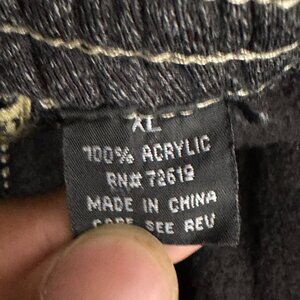 XL
100% ACRYLIC
RN# 72619
MADE IN CHINA
CARE SEE REV